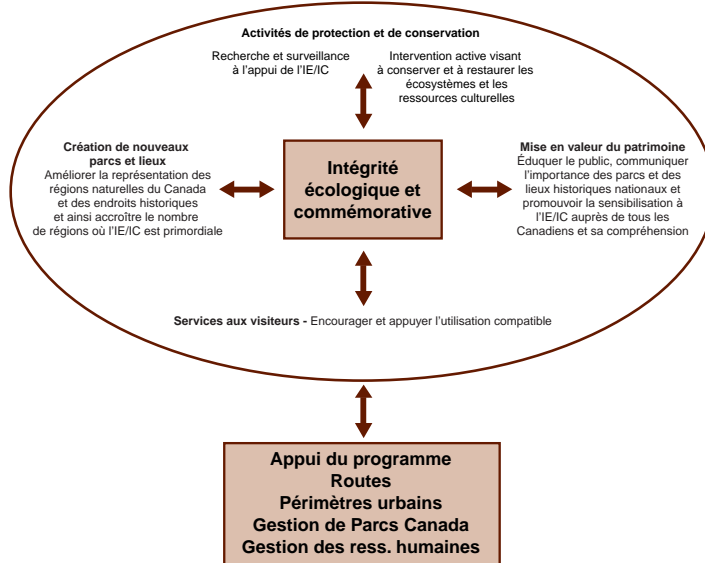 Activités de protection et de conservation
Recherche et surveillance
à l'appui de l'IE/IC
Intervention active visant
à conserver et à restaurer les
écosystèmes et les
ressources culturelles
Création de nouveaux
parcs et lieux
Améliorer la représentation des
régions naturelles du Canada
et des endroits historiques
et ainsi accroître le nombre
de régions où l'IE/IC est primordiale
Intégrité
écologique et
commémorative
Mise en valeur du patrimoine
Éduquer le public, communiquer
l'importance des parcs et des
lieux historiques nationaux et
promouvoir la sensibilisation à
l'IE/IC auprès de tous les
Canadiens et sa compréhension
Services aux visiteurs - Encourager et appuyer l'utilisation compatible
Appui du programme
Routes
Périmètres urbains
Gestion de Parcs Canada
Gestion des ress. humaines